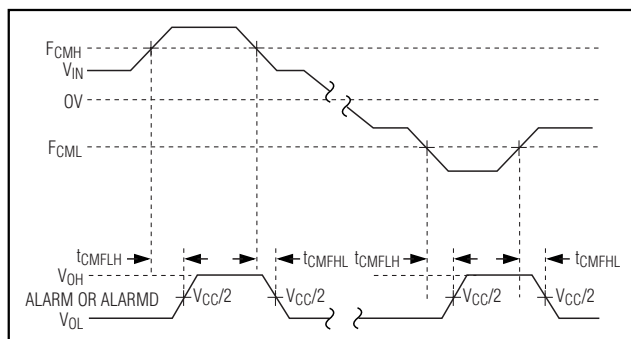 FCMH
VIN
0V
FCML
tCMFLH tCMFHL tCMFLH tCMFHL
VOH
ALARM OR ALARMD VCC/2 VCC/2 VCC/2 VCC/2
VOL